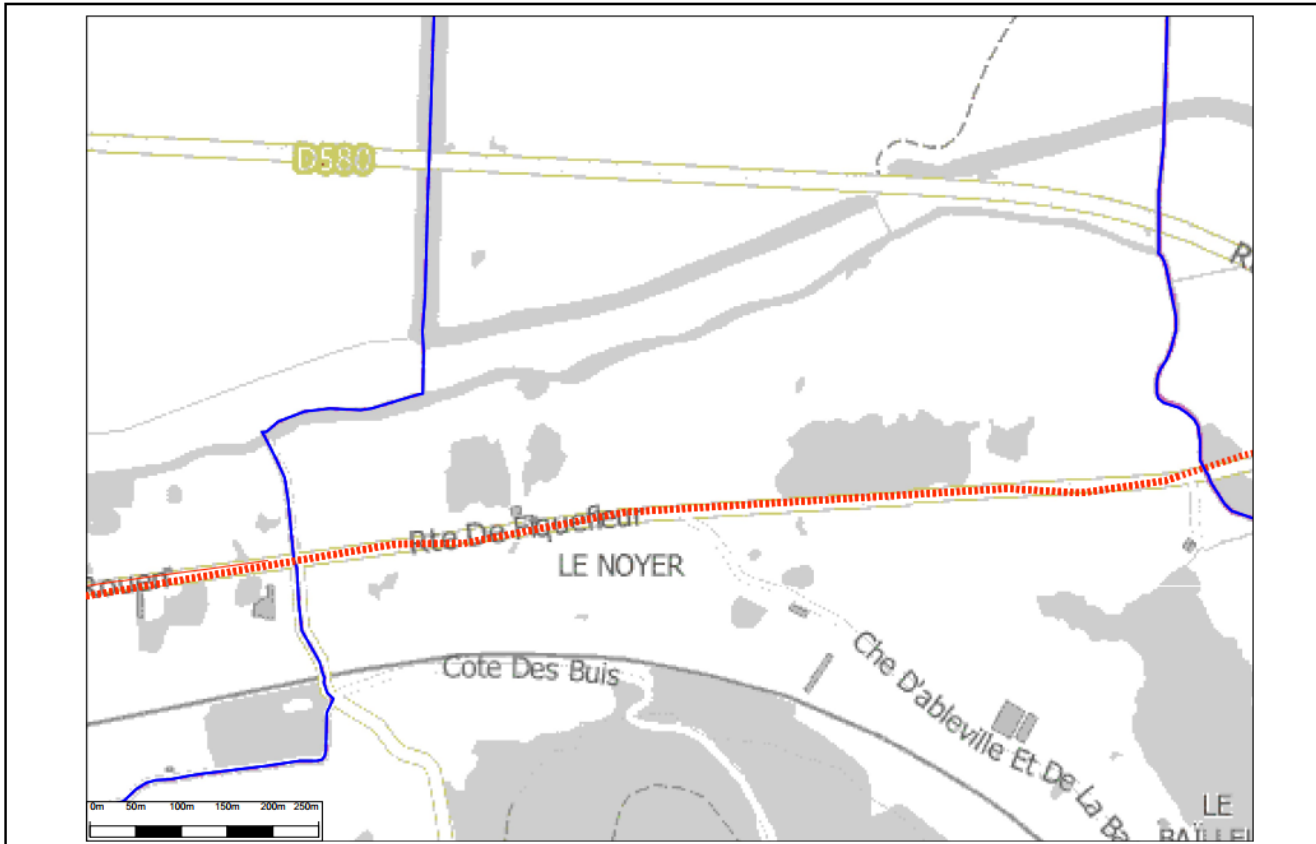 D580
Rte De Fiquefleur
LE NOYER
Rouen
Cote Des Buis
Che D'ableville Et De La Ba
LE
0m 50m 100m 150m 200m 250m